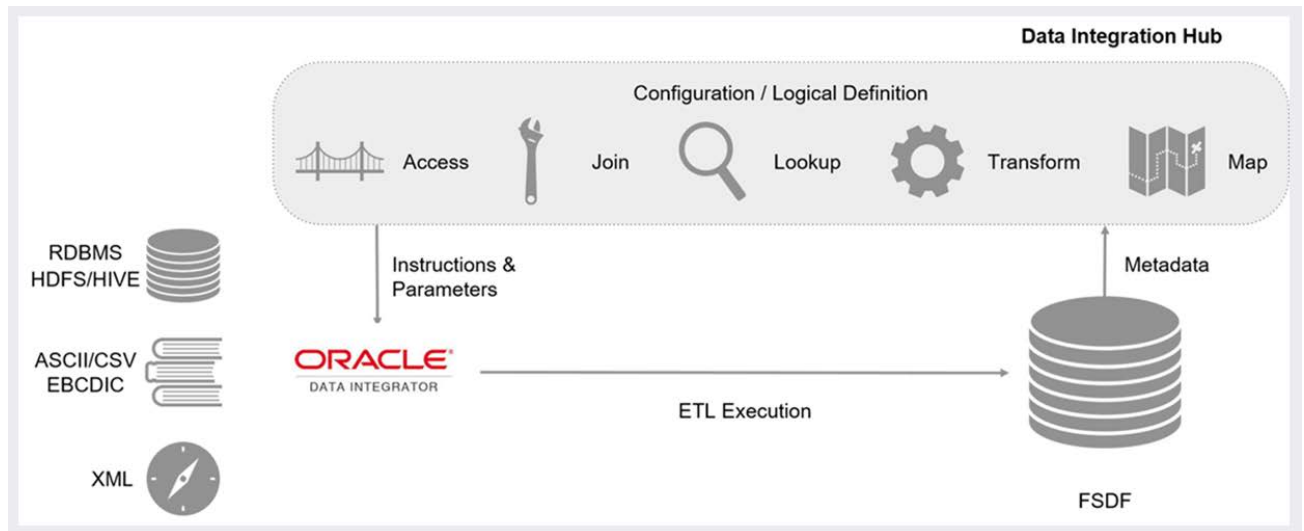 Data Integration Hub
Configuration / Logical Definition
Access
Join
Lookup
Transform
Map
RDBMS
HDFS/HIVE
Instructions &
Parameters
Metadata
ASCII/CSV
EBCDIC
ORACLE®
DATA INTEGRATOR
ETL Execution
XML
FSDF